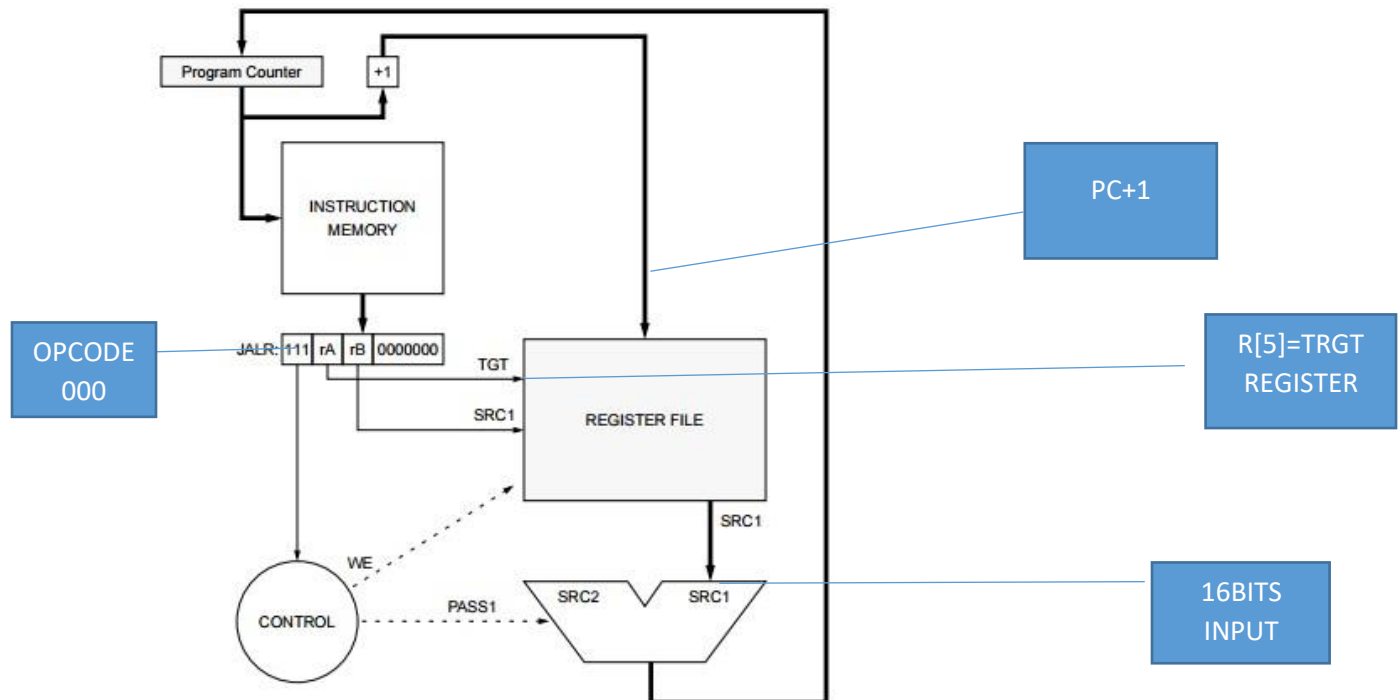 Program Counter
+1
INSTRUCTION
MEMORY
PC+1
OPCODE
000
JALR: 111 rA rB 0000000
TGT
SRC1
REGISTER FILE
R[5]=TRGT
REGISTER
SRC1
WE
CONTROL
PASS1
SRC2 SRC1
16BITS
INPUT